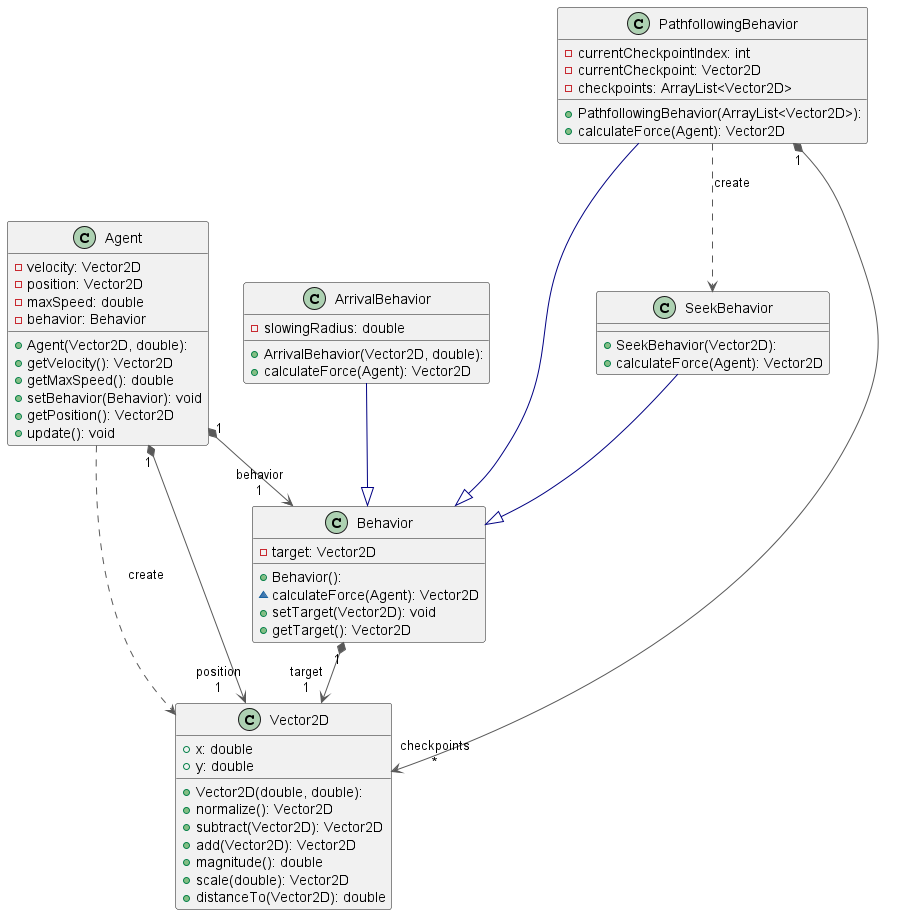 C PathfollowingBehavior
currentCheckpointIndex: int
currentCheckpoint: Vector2D
checkpoints: ArrayList<Vector2D>
PathfollowingBehavior(ArrayList<Vector2D>):
calculateForce(Agent): Vector2D
1
create
C Agent
velocity: Vector2D
position: Vector2D
maxSpeed: double
behavior: Behavior
Agent(Vector2D, double):
getVelocity(): Vector2D
getMaxSpeed(): double
setBehavior(Behavior): void
getPosition(): Vector2D
update(): void
C ArrivalBehavior
slowingRadius: double
ArrivalBehavior(Vector2D, double):
calculateForce(Agent): Vector2D
C SeekBehavior
SeekBehavior(Vector2D):
calculateForce(Agent): Vector2D
1
1
behavior
1
C Behavior
target: Vector2D
Behavior():
calculateForce(Agent): Vector2D
setTarget(Vector2D): void
getTarget(): Vector2D
create
1
position
1
target
1
C Vector2D
x: double
y: double
Vector2D(double, double):
normalize(): Vector2D
subtract(Vector2D): Vector2D
add(Vector2D): Vector2D
magnitude(): double
scale(double): Vector2D
distanceTo(Vector2D): double
checkpoints
*